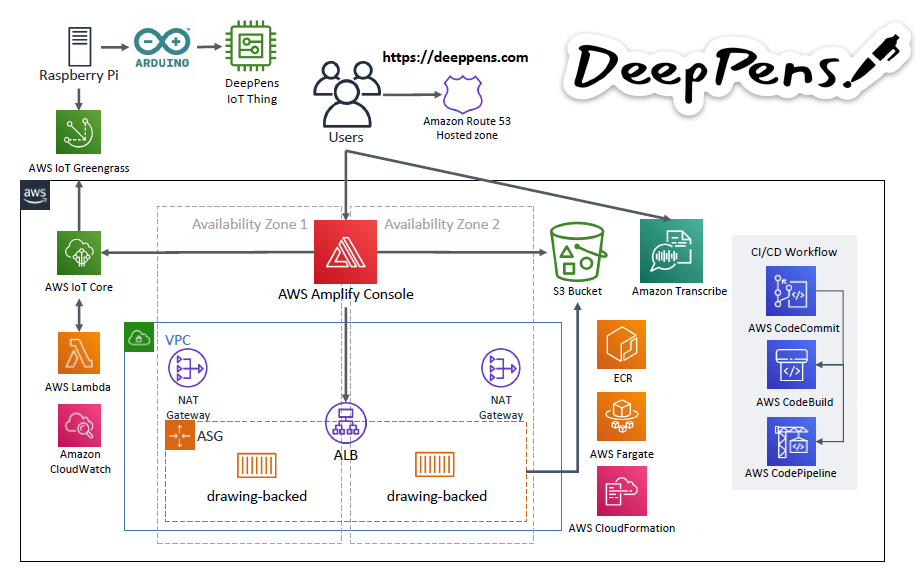 https://deeppens.com
DeepPens!
Raspberry Pi
ARDUINO
DeepPens
IoT Thing
Users
Amazon Route 53
Hosted zone
AWS IoT Greengrass
aws
Availability Zone 1
Availability Zone 2
AWS IoT Core
AWS Amplify Console
S3 Bucket
Amazon Transcribe
CI/CD Workflow
AWS CodeCommit
AWS CodeBuild
AWS CodePipeline
VPC
NAT
Gateway
NAT
Gateway
AWS Lambda
Amazon
CloudWatch
ASG
ALB
drawing-backed
drawing-backed
ECR
AWS Fargate
AWS CloudFormation